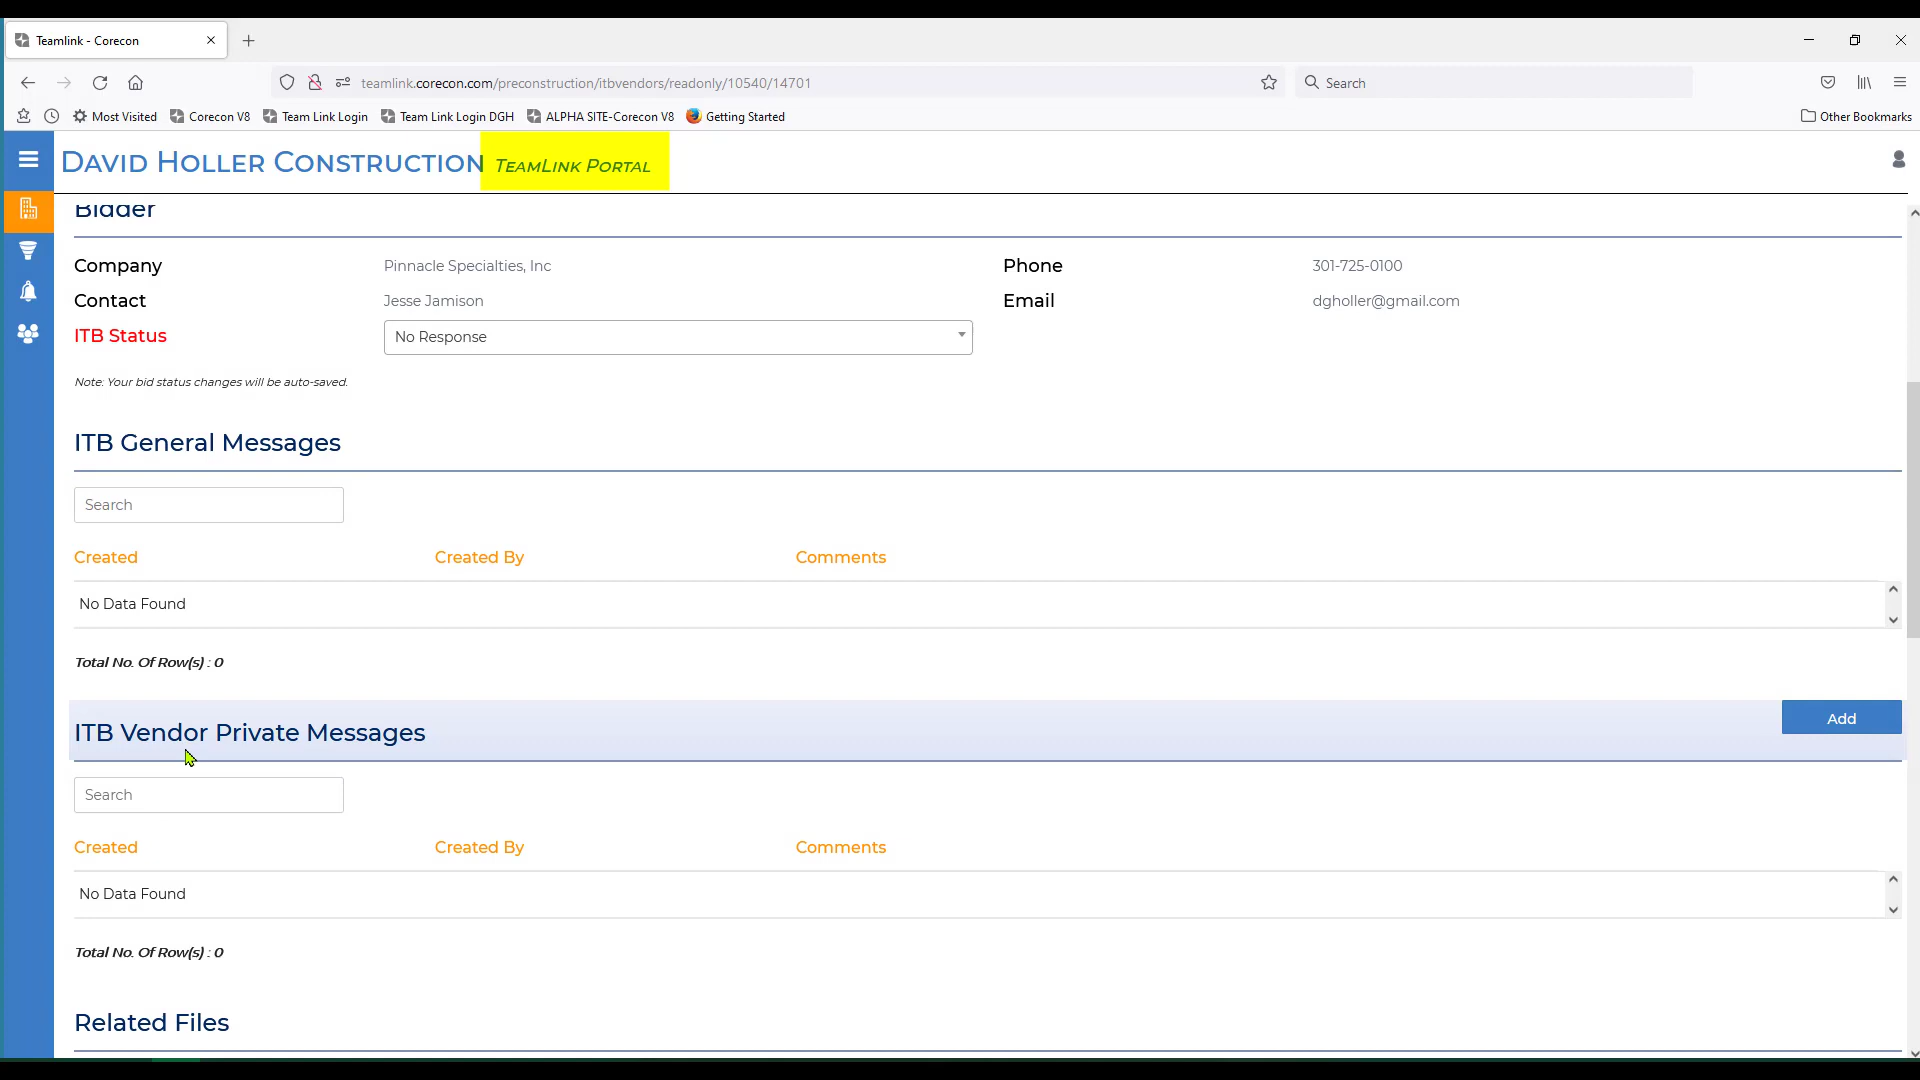 Teamlink - Corecon
teamlink.corecon.com/preconstruction/itbvendors/readonly/10540/14701
Search
Most Visited
Corecon V8
Team Link Login
Team Link Login DGH
ALPHA SITE-Corecon V8
Getting Started
Other Bookmarks
David Holler Construction TeamLink Portal
Bidder
Company Pinnacle Specialties, Inc Phone 301-725-0100
Contact Jesse Jamison Email dgholler@gmail.com
ITB Status No Response
Note: Your bid status changes will be auto-saved.
ITB General Messages
Search
Created Created By Comments
No Data Found
Total No. Of Row(s) : 0
ITB Vendor Private Messages Add
Search
Created Created By Comments
No Data Found
Total No. Of Row(s) : 0
Related Files